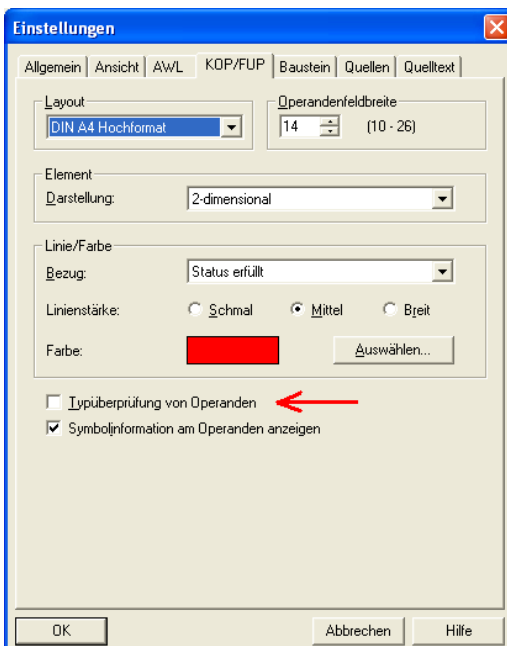 Einstellungen
Allgemein Ansicht AWL KOP/FUP Baustein Quellen Quelltext
Layout
DIN A4 Hochformat
Operandenfeldbreite
14 (10 - 26)
Element
Darstellung: 2-dimensional
Linie/Farbe
Bezug: Status erfüllt
Linienstärke: Schmal Mittel Breit
Farbe: Auswählen...
Typüberprüfung von Operanden
Symbolinformation am Operanden anzeigen
OK Abbrechen Hilfe